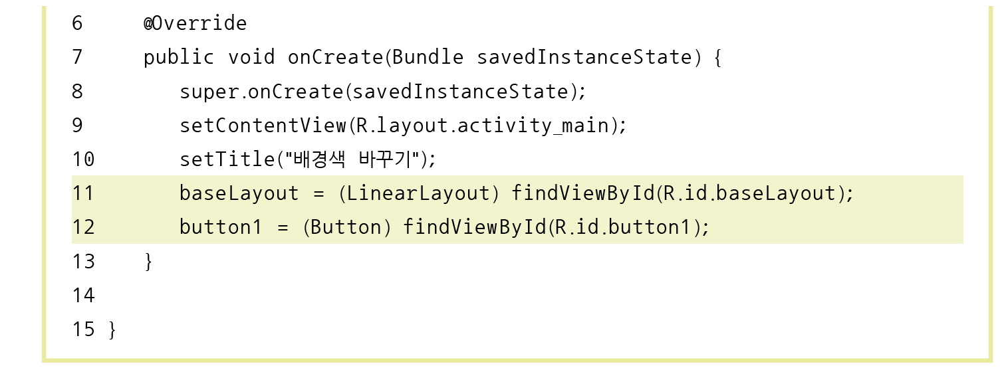 6 @Override
7 public void onCreate(Bundle savedInstanceState) {
8 super.onCreate(savedInstanceState);
9 setContentView(R.layout.activity_main);
10 setTitle("배경색 바꾸기");
11 baseLayout = (LinearLayout) findViewById(R.id.baseLayout);
12 button1 = (Button) findViewById(R.id.button1);
13 }
14
15 }